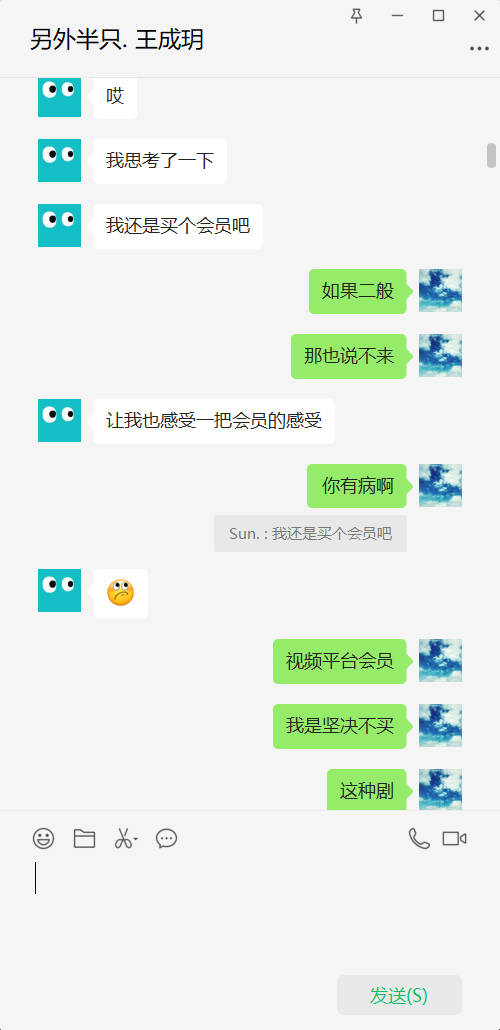 另外半只. 王成玥
哎
我思考了一下
我还是买个会员吧
如果二般
那也说不来
让我也感受一把会员的感受
你有病啊
Sun. : 我还是买个会员吧
视频平台会员
我是坚决不买
这种剧
发送(S)